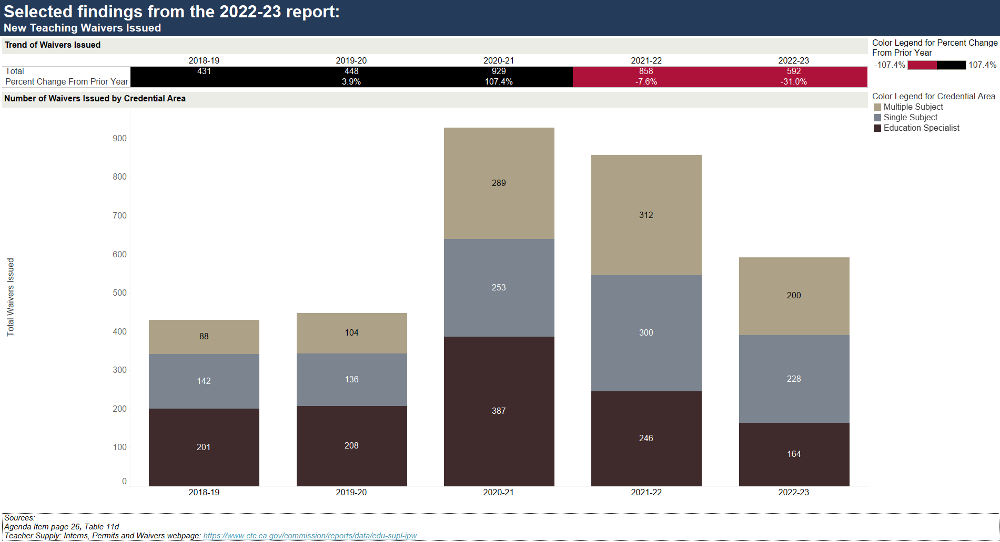 Selected findings from the 2022-23 report:
New Teaching Waivers Issued
Trend of Waivers Issued
2018-19 2019-20 2020-21 2021-22 2022-23
Total 431 448 929 858 592
Percent Change From Prior Year 3.9% 107.4% -7.6% -31.0%
Color Legend for Percent Change
From Prior Year
-107.4% 107.4%
Number of Waivers Issued by Credential Area
Color Legend for Credential Area
Multiple Subject
Single Subject
Education Specialist
Total Waivers Issued
900
800
700
600
500
400
300
200
100
0
88
142
201
104
136
208
289
253
387
312
300
246
200
228
164
2018-19 2019-20 2020-21 2021-22 2022-23
Sources:
Agenda Item page 26, Table 11d
Teacher Supply: Interns, Permits and Waivers webpage: https://www.ctc.ca.gov/commission/reports/data/edu-supl-ipw